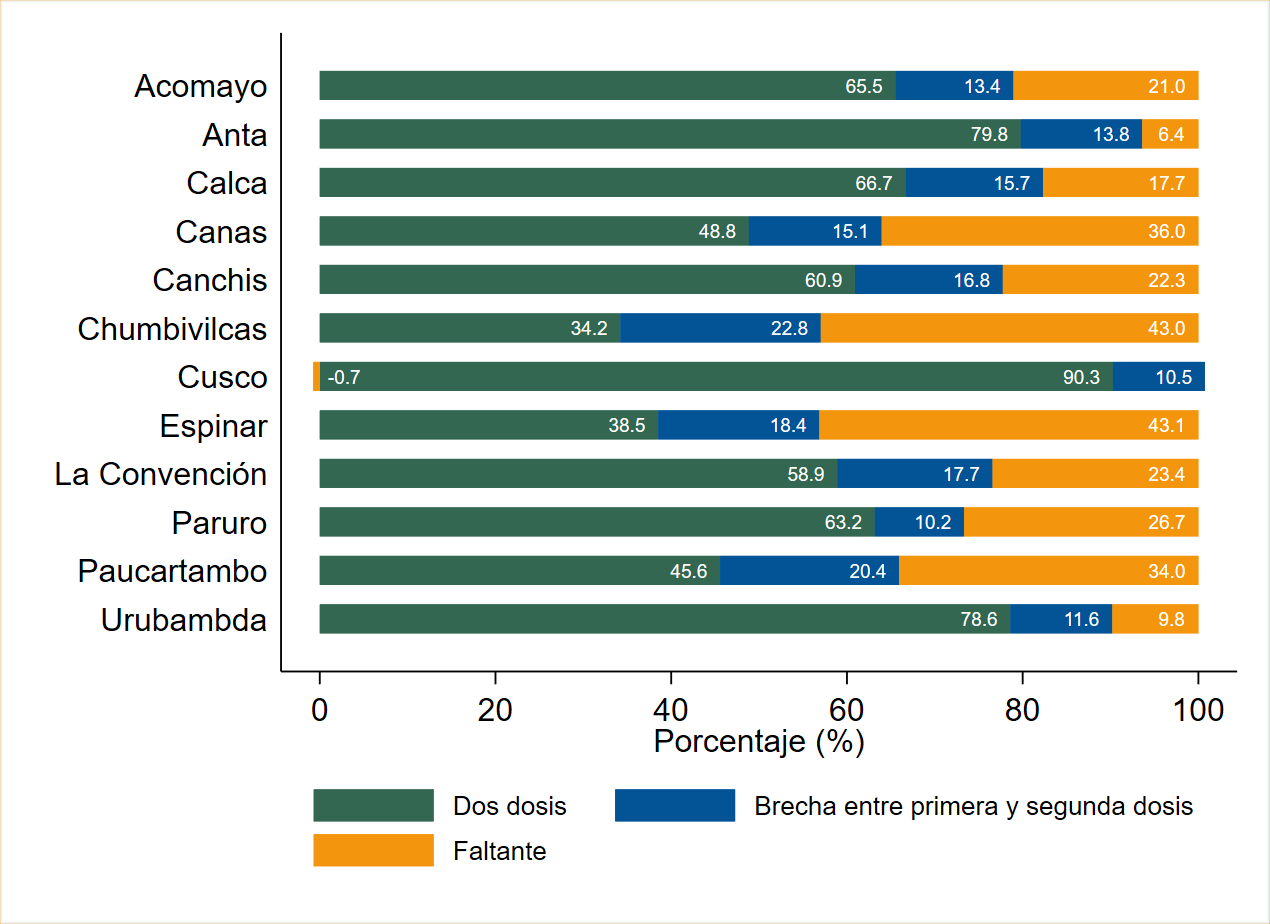 Acomayo 65.5 13.4 21.0
Anta 79.8 13.8 6.4
Calca 66.7 15.7 17.7
Canas 48.8 15.1 36.0
Canchis 60.9 16.8 22.3
Chumbivilcas 34.2 22.8 43.0
Cusco -0.7 90.3 10.5
Espinar 38.5 18.4 43.1
La Convención 58.9 17.7 23.4
Paruro 63.2 10.2 26.7
Paucartambo 45.6 20.4 34.0
Urubambda 78.6 11.6 9.8
0 20 40 60 80 100
Porcentaje (%)
Dos dosis Brecha entre primera y segunda dosis
Faltante